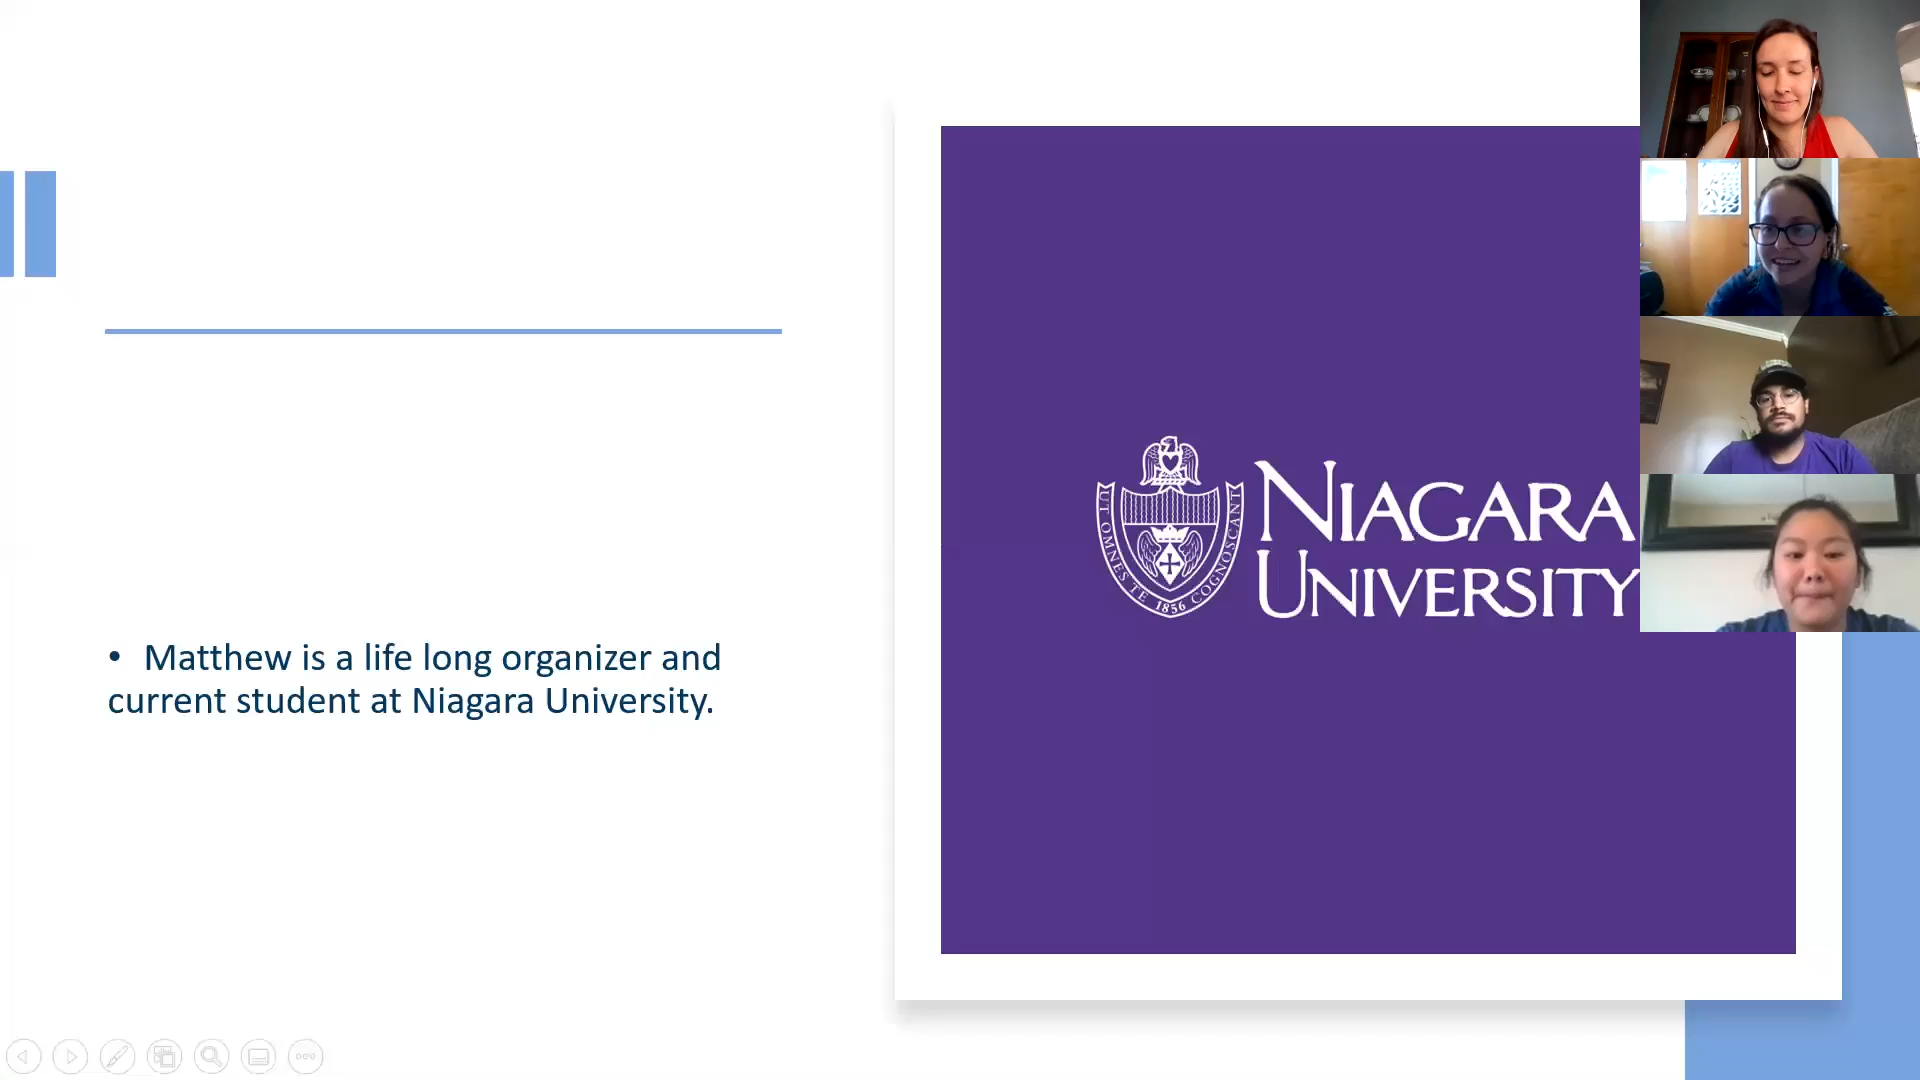 • Matthew is a life long organizer and
current student at Niagara University.
NIAGARA
UNIVERSITY
UT OMNES TE COGNOSCANT
1856